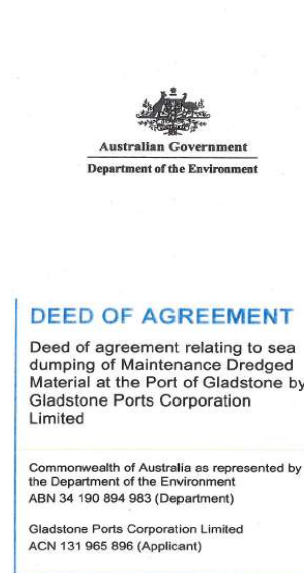 Australian Government
Department of the Environment
DEED OF AGREEMENT
Deed of agreement relating to sea
dumping of Maintenance Dredged
Material at the Port of Gladstone by
Gladstone Ports Corporation
Limited
Commonwealth of Australia as represented by
the Department of the Environment
ABN 34 190 894 983 (Department)
Gladstone Ports Corporation Limited
ACN 131 965 896 (Applicant)